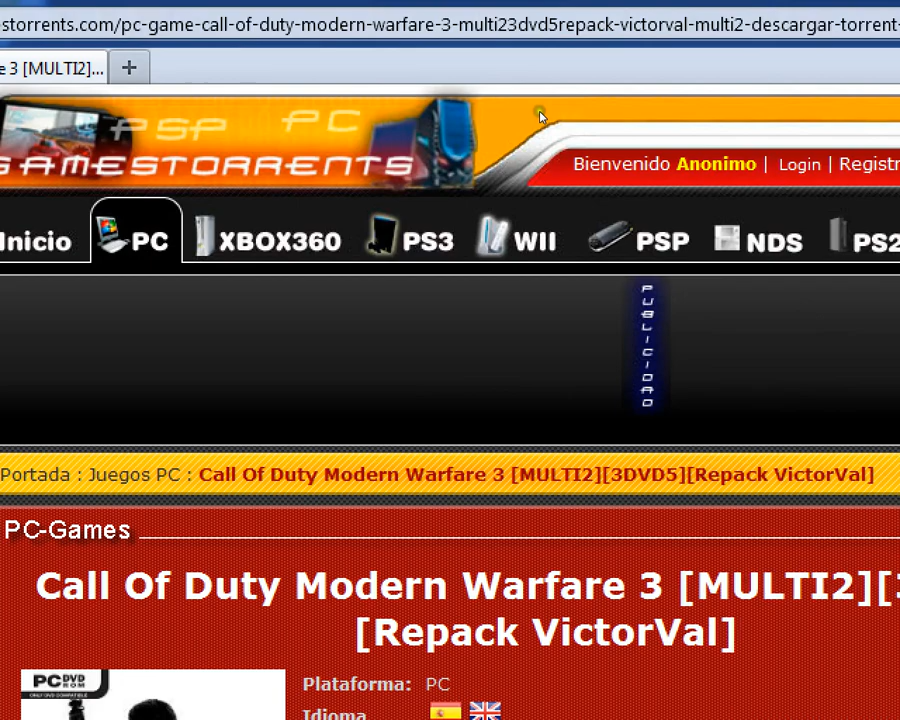 storrents.com/pc-game-call-of-duty-modern-warfare-3-multi23dvd5repack-victorval-multi2-descargar-torrent-
e 3 [MULTI2]... +
PSP PC
GAMESTORRENTS
Bienvenido Anonimo | Login | Registr
Inicio PC XBOX360 PS3 WII PSP NDS PS2
PUBLICIDAD
Portada : Juegos PC : Call Of Duty Modern Warfare 3 [MULTI2][3DVD5][Repack VictorVal]
PC-Games
Call Of Duty Modern Warfare 3 [MULTI2][3
[Repack VictorVal]
PC DVD ROM
Plataforma: PC
Idioma